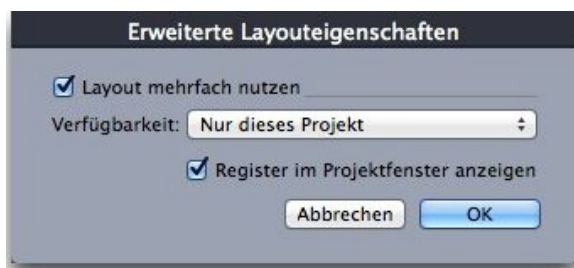 Erweiterte Layouteigenschaften
Layout mehrfach nutzen
Verfügbarkeit: Nur dieses Projekt
Register im Projektfenster anzeigen
Abbrechen OK